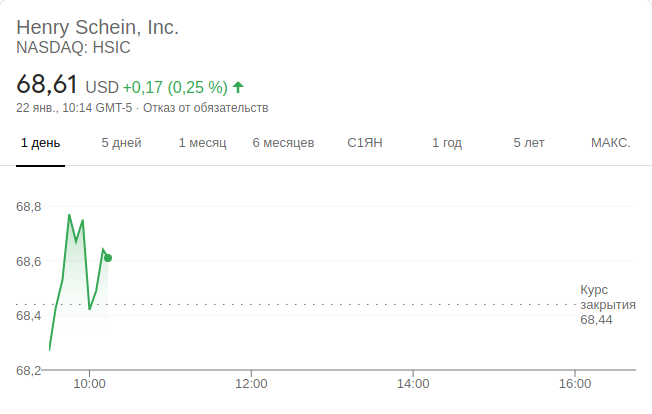 Henry Schein, Inc.
NASDAQ: HSIC
68,61 USD +0,17 (0,25 %)
22 янв., 10:14 GMT-5 · Отказ от обязательств
1 день 5 дней 1 месяц 6 месяцев С1ЯН 1 год 5 лет МАКС.
68,8
68,6
68,4
68,2
Курс
закрытия
68,44
10:00 12:00 14:00 16:00